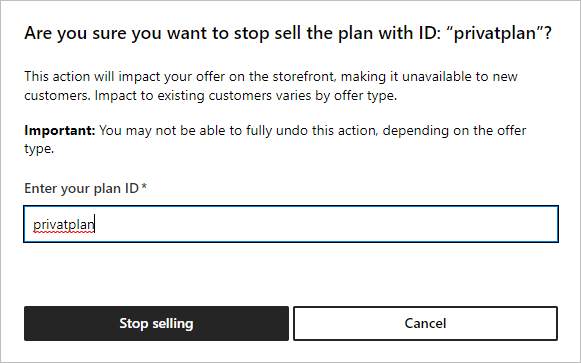 Are you sure you want to stop sell the plan with ID: “privatplan”?
This action will impact your offer on the storefront, making it unavailable to new
customers. Impact to existing customers varies by offer type.
Important: You may not be able to fully undo this action, depending on the offer
type.
Enter your plan ID *
privatplan
Stop selling
Cancel